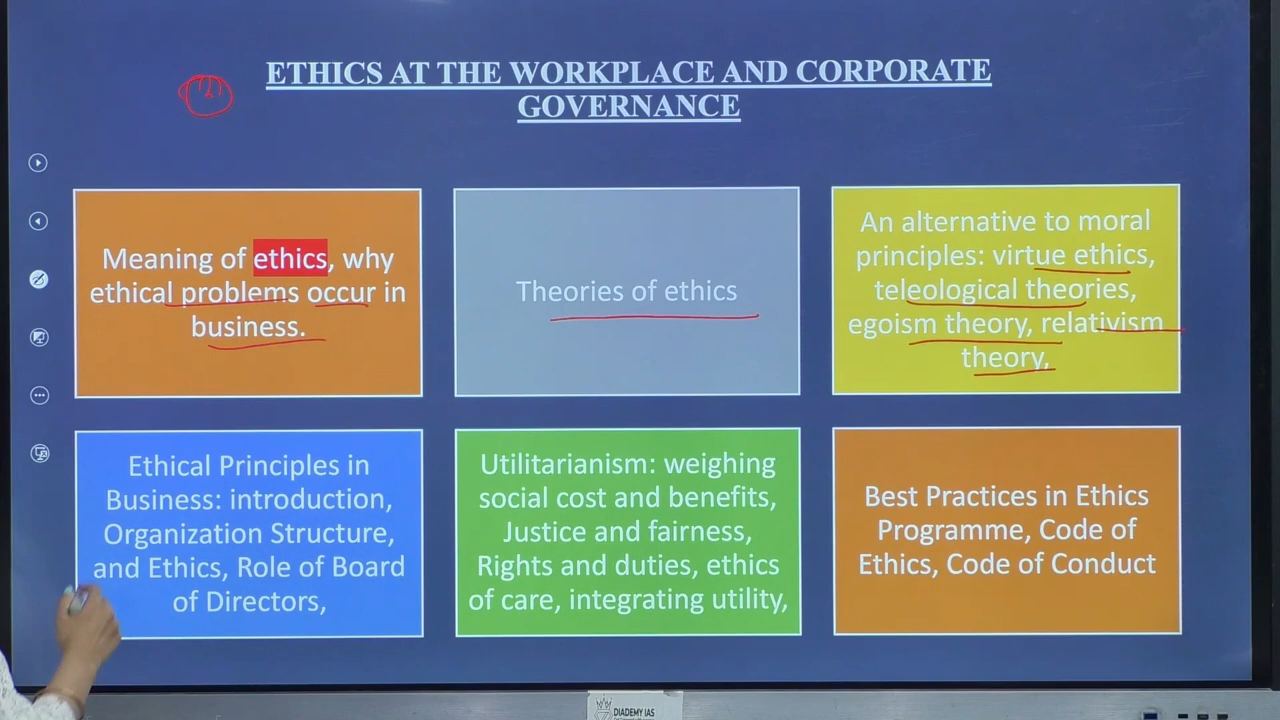 ETHICS AT THE WORKPLACE AND CORPORATE
GOVERNANCE
Meaning of ethics, why
ethical problems occur in
business.
Theories of ethics
An alternative to moral
principles: virtue ethics,
teleological theories,
egoism theory, relativism
theory,
Ethical Principles in
Business: introduction,
Organization Structure,
and Ethics, Role of Board
of Directors,
Utilitarianism: weighing
social cost and benefits,
Justice and fairness,
Rights and duties, ethics
of care, integrating utility,
Best Practices in Ethics
Programme, Code of
Ethics, Code of Conduct
DIADEMY IAS